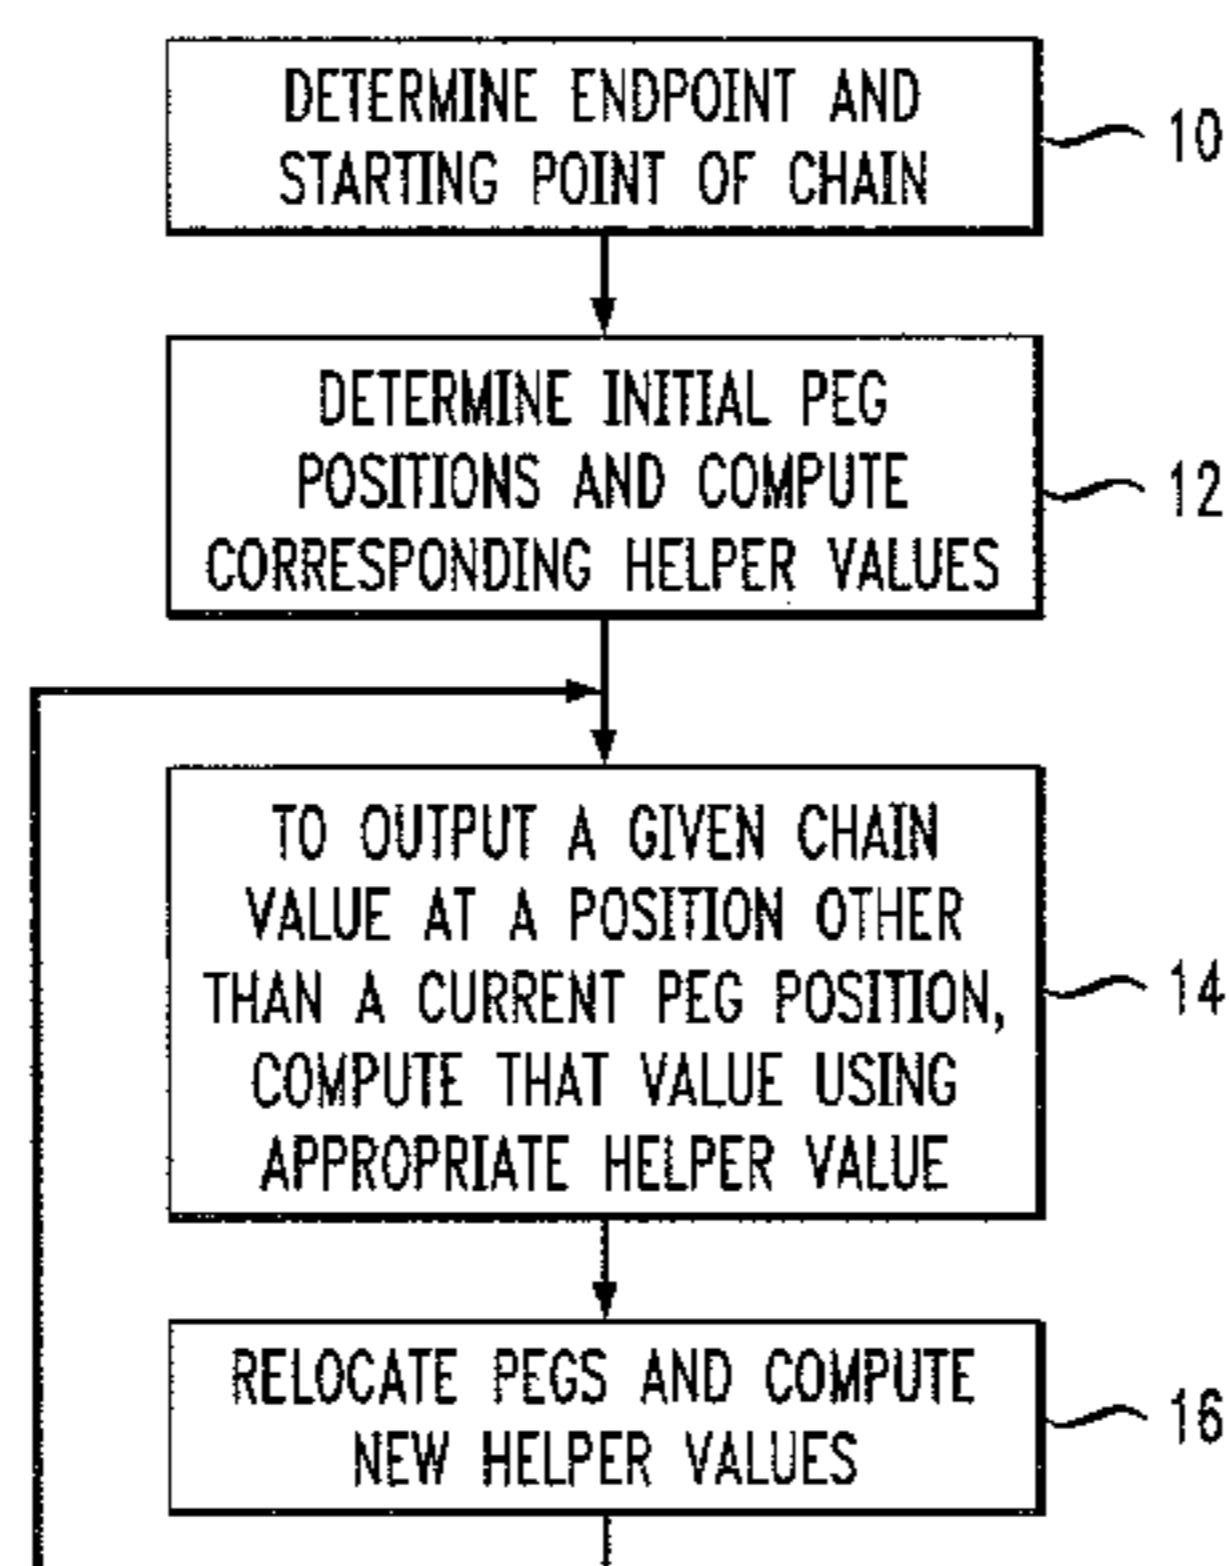 DETERMINE ENDPOINT AND
STARTING POINT OF CHAIN
10
DETERMINE INITIAL PEG
POSITIONS AND COMPUTE
CORRESPONDING HELPER VALUES
12
TO OUTPUT A GIVEN CHAIN
VALUE AT A POSITION OTHER
THAN A CURRENT PEG POSITION,
COMPUTE THAT VALUE USING
APPROPRIATE HELPER VALUE
14
RELOCATE PEGS AND COMPUTE
NEW HELPER VALUES
16